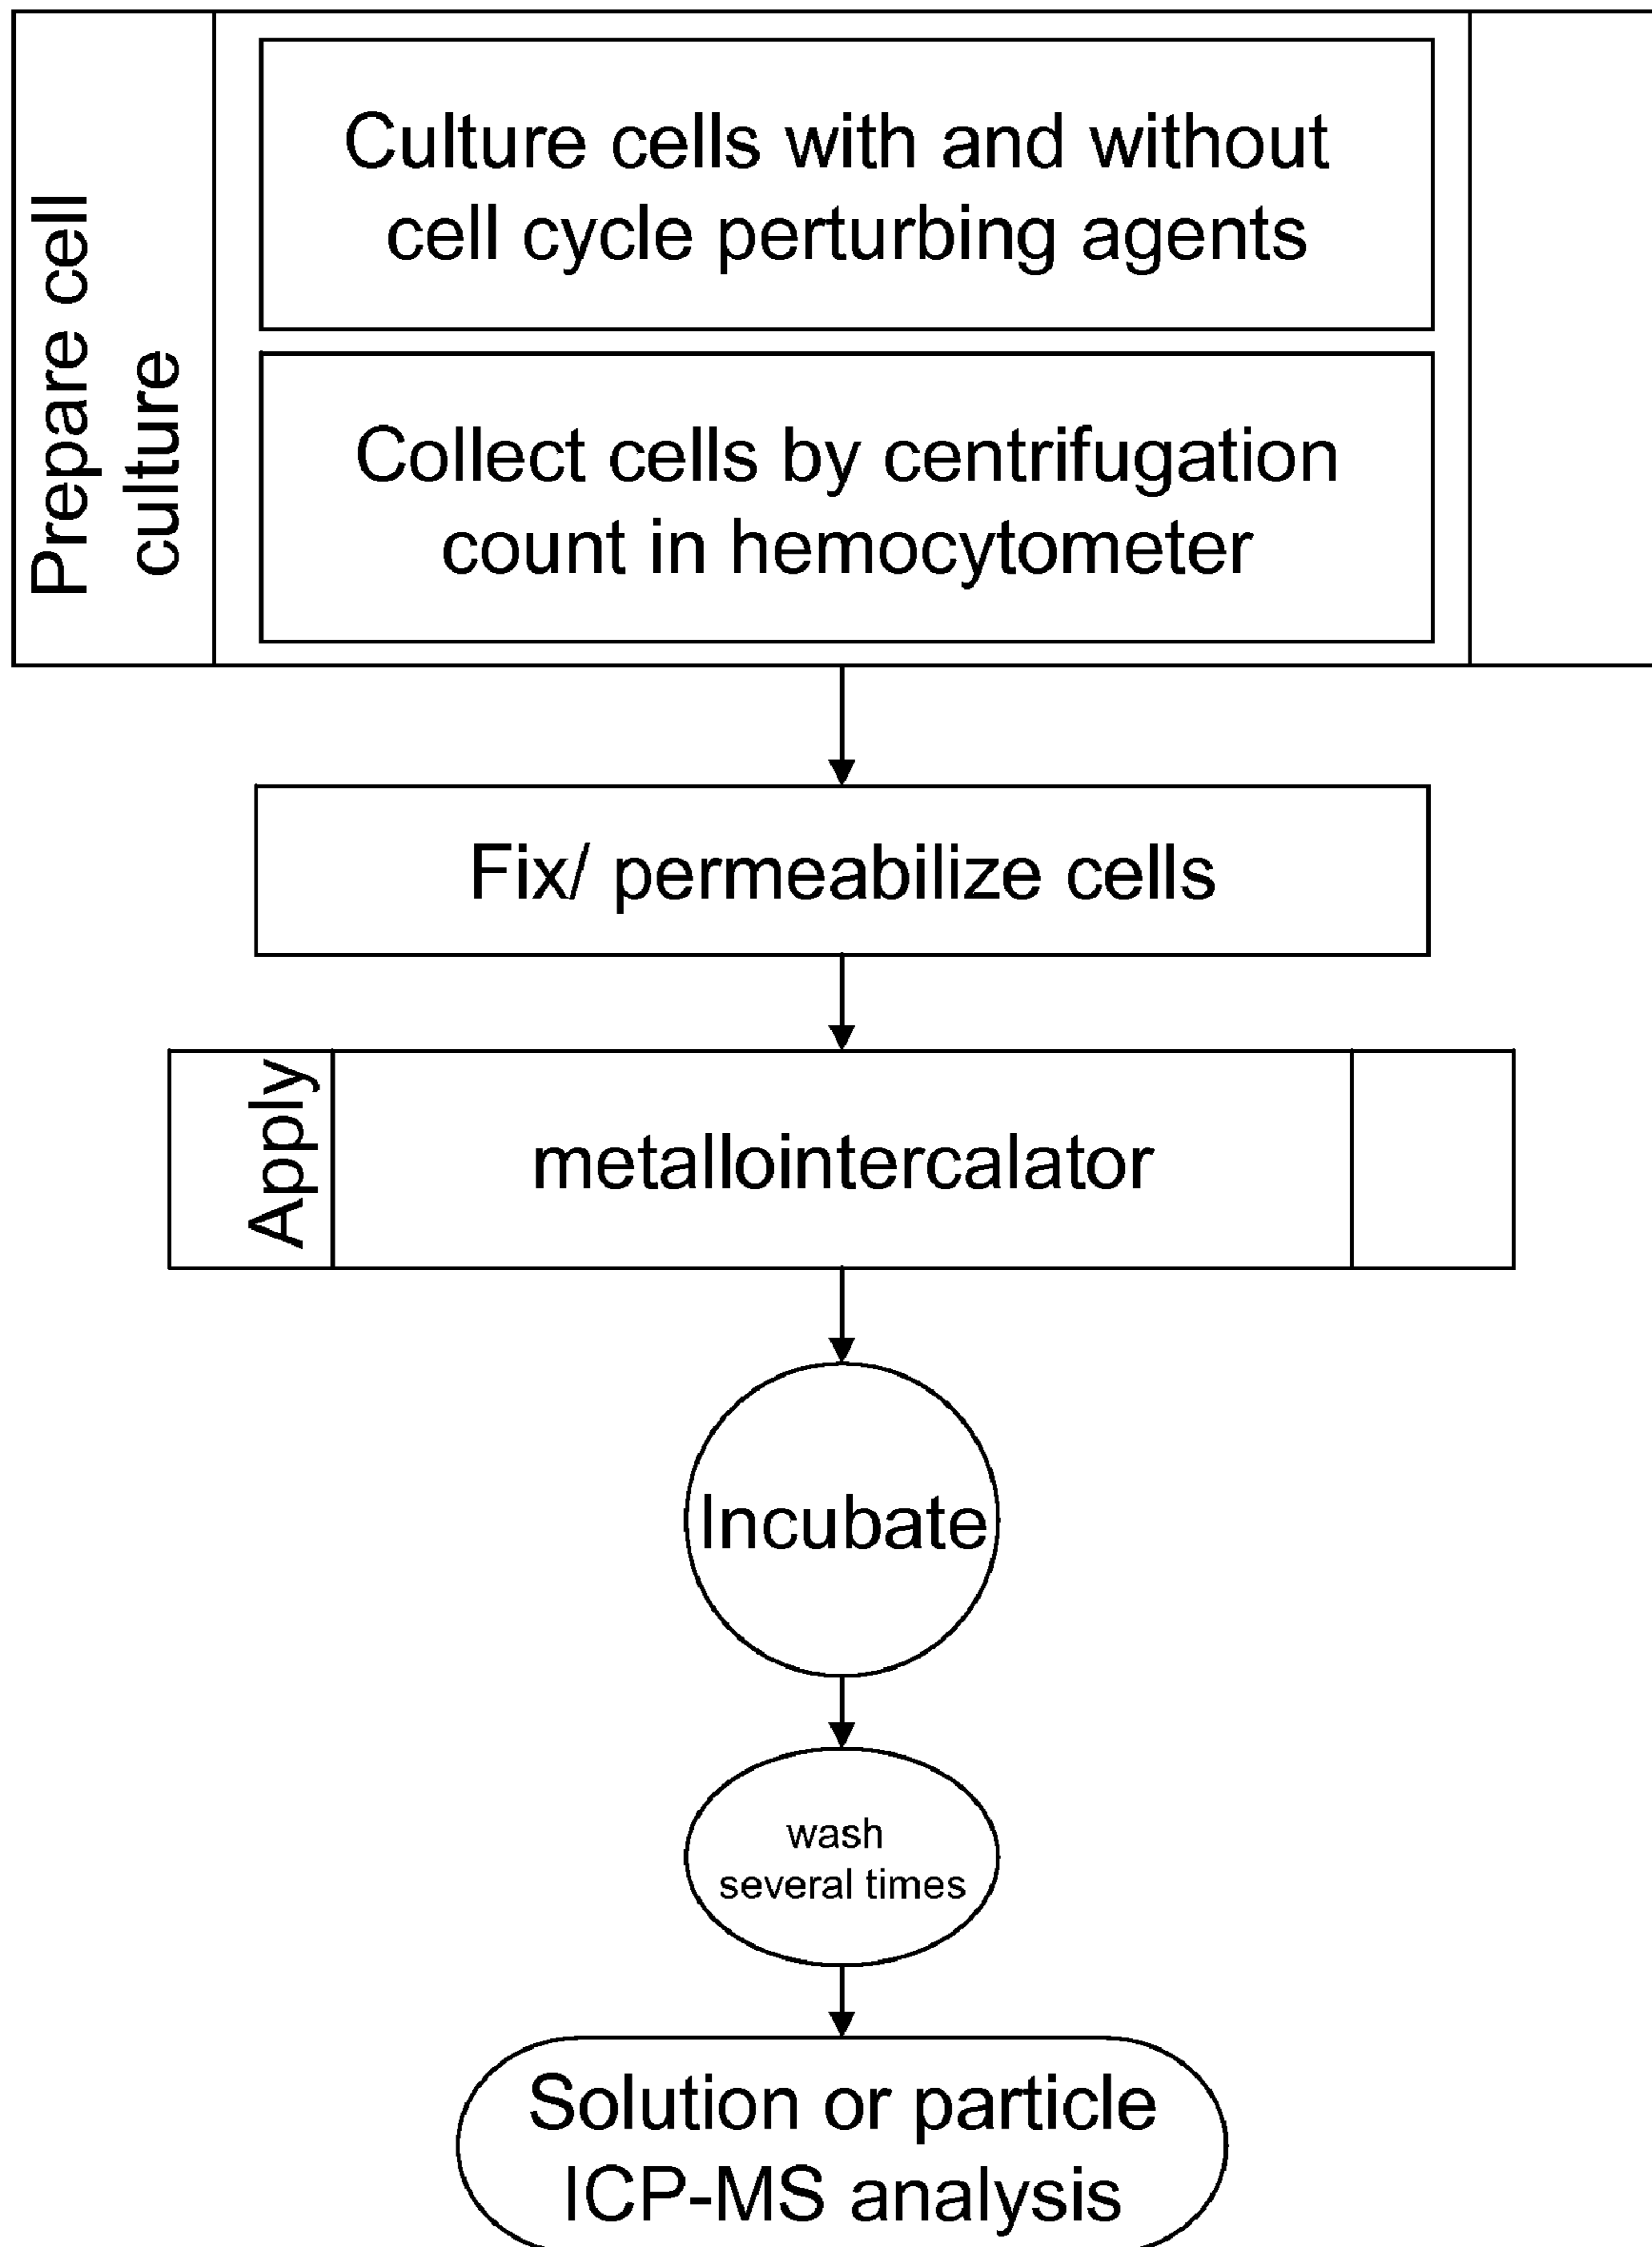 Prepare cell
culture
Culture cells with and without
cell cycle perturbing agents
Collect cells by centrifugation
count in hemocytometer
Fix/ permeabilize cells
Apply
metallointercalator
Incubate
wash
several times
Solution or particle
ICP-MS analysis